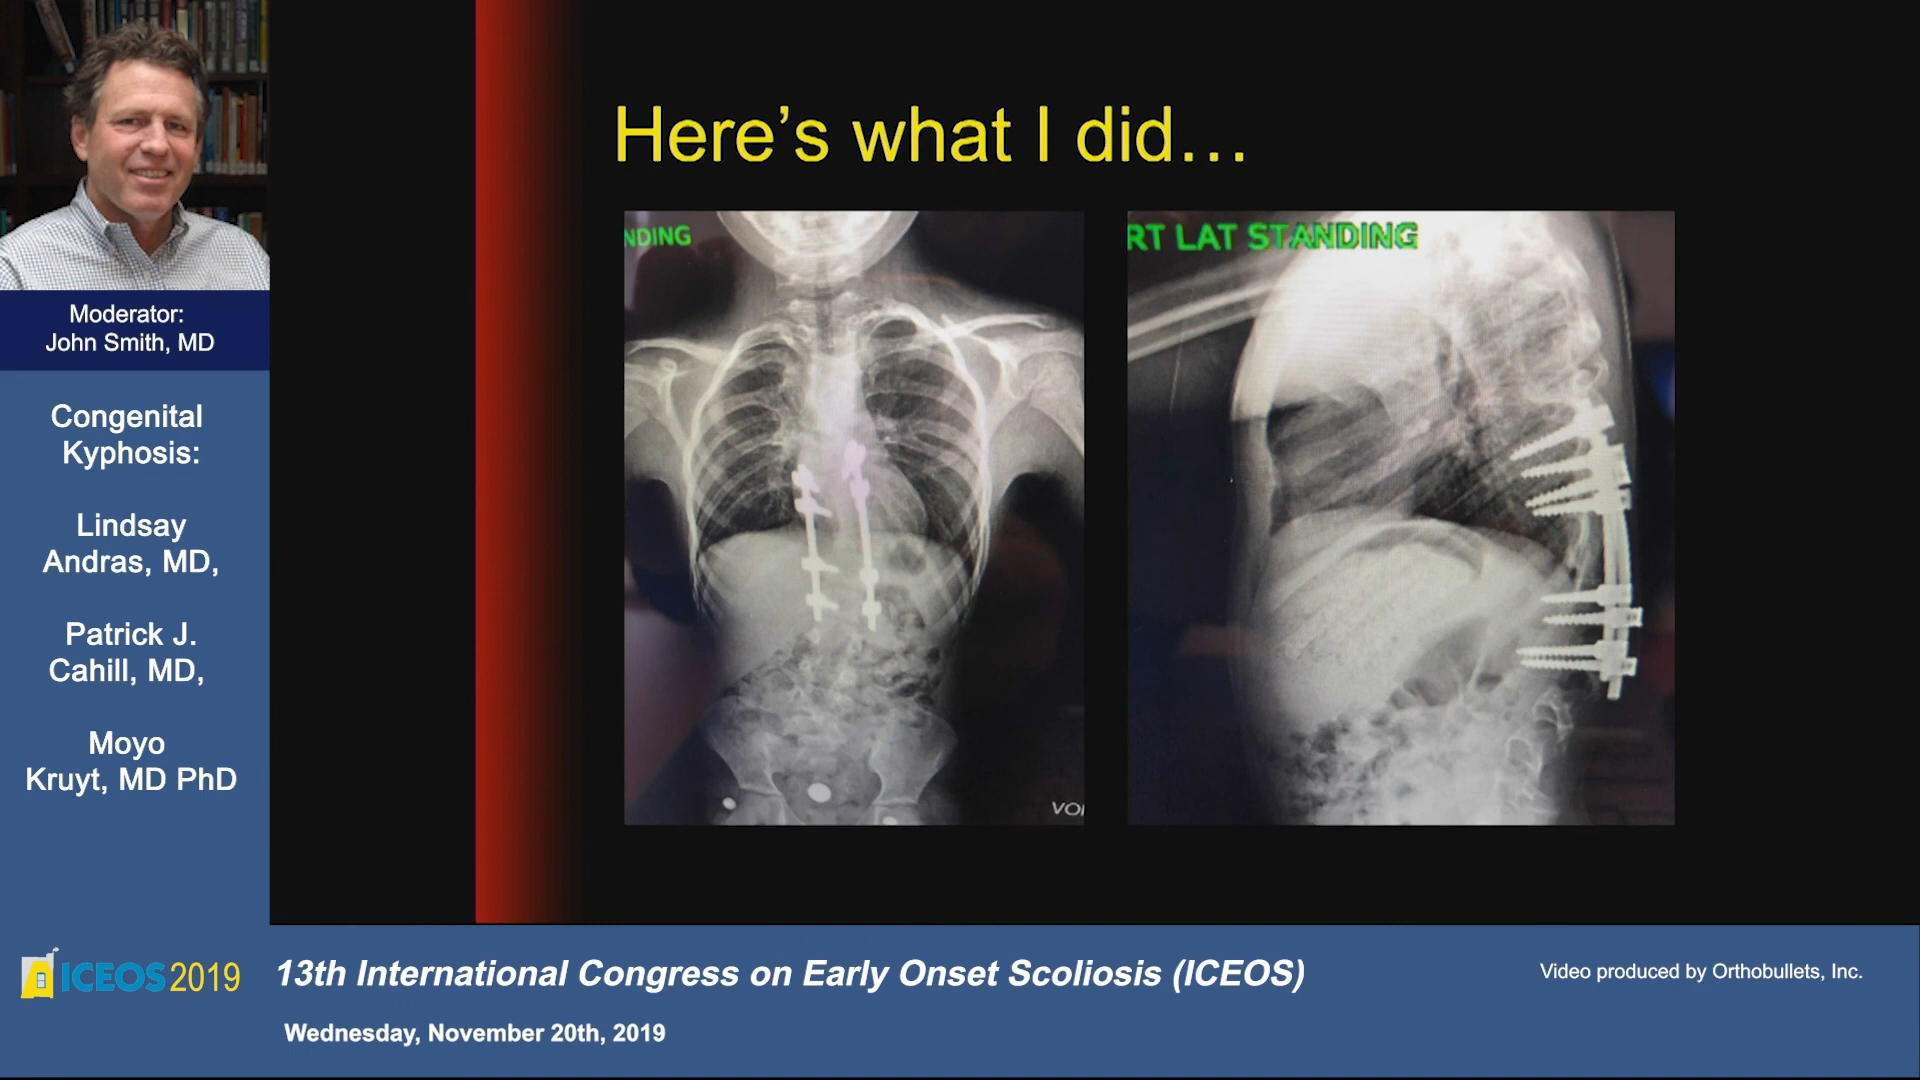 Here's what I did...
NDING
RT LAT STANDING
Moderator:
John Smith, MD
Congenital
Kyphosis:
Lindsay
Andras, MD,
Patrick J.
Cahill, MD,
Moyo
Kruyt, MD PhD
ICEOS 2019
13th International Congress on Early Onset Scoliosis (ICEOS)
Wednesday, November 20th, 2019
Video produced by Orthobullets, Inc.